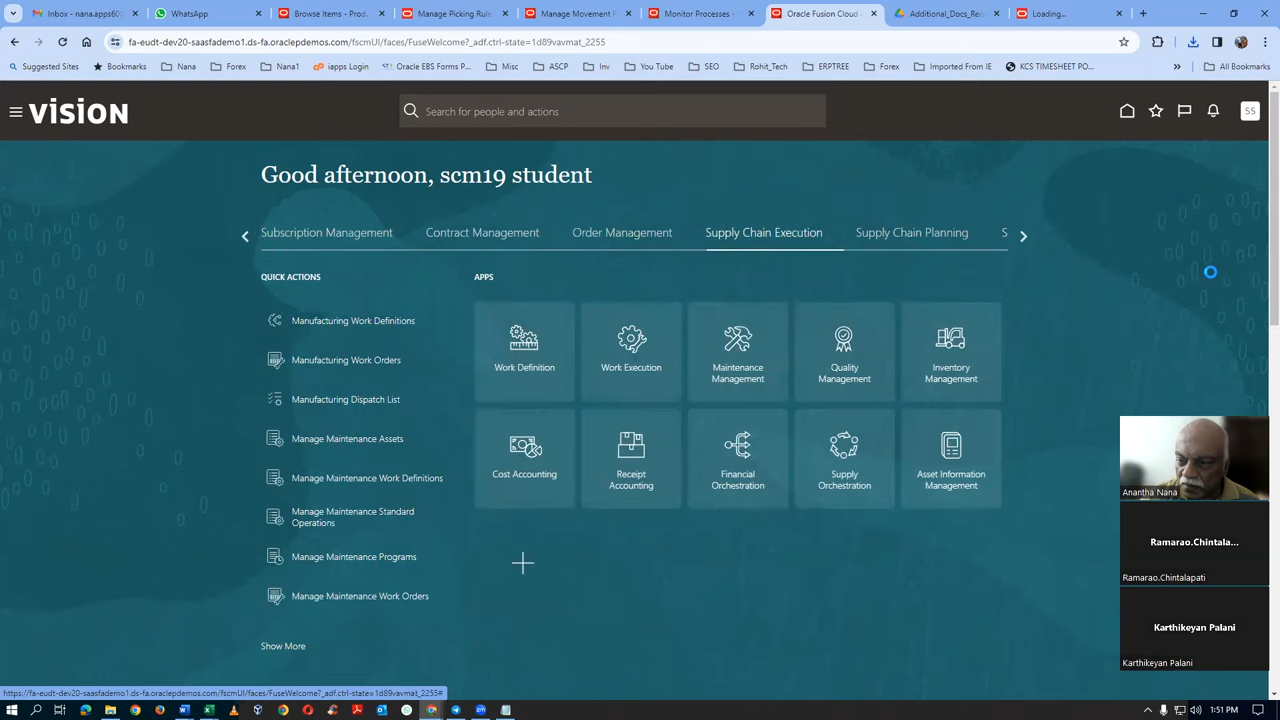 Inbox - nana.apps60
WhatsApp
Browse Items - Produ
Manage Picking Rule
Manage Movement R
Monitor Processes - S
Oracle Fusion Cloud A
Additional_Docs_Re
Loading...
fa-eudt-dev20-saasfademo1.ds-fa.oraclepdemos.com/fscmUI/faces/FuseWelcome?_adf.ctrl-state=1d89vavmat_2255
Suggested Sites
Bookmarks
Nana
Forex
Nana1
iapps Login
Oracle EBS Forms P...
Misc
ASCP
Inv
You Tube
SEO
Rohit_Tech
ERPTREE
Forex
Imported From IE
KCS TIMESHEET PO...
»
All Bookmarks
VISION
Search for people and actions
SS
Good afternoon, scm19 student
Subscription Management
Contract Management
Order Management
Supply Chain Execution
Supply Chain Planning
S
QUICK ACTIONS
Manufacturing Work Definitions
Manufacturing Work Orders
Manufacturing Dispatch List
Manage Maintenance Assets
Manage Maintenance Work Definitions
Manage Maintenance Standard
Operations
Manage Maintenance Programs
Manage Maintenance Work Orders
Show More
APPS
Work Definition
Work Execution
Maintenance
Management
Quality
Management
Inventory
Management
Cost Accounting
Receipt
Accounting
Financial
Orchestration
Supply
Orchestration
Asset Information
Management
Anantha Nana
Ramarao.Chintala...
Ramarao.Chintalapati
Karthikeyan Palani
Karthikeyan Palani
https://fa-eudt-dev20-saasfademo1.ds-fa.oraclepdemos.com/fscmUI/faces/FuseWelcome?_adf.ctrl-state=1d89vavmat_2255#
1:51 PM